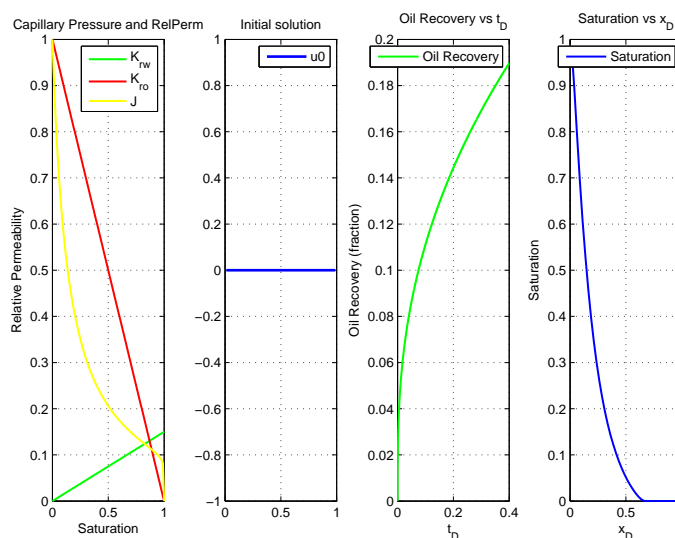 Capillary Pressure and RelPerm
Initial solution
Oil Recovery vs t_D
Saturation vs x_D
K_rw
K_ro
J
u0
Oil Recovery
Saturation
Relative Permeability
1
0.9
0.8
0.7
0.6
0.5
0.4
0.3
0.2
0.1
0
0 0.5 1
Saturation
1
0.8
0.6
0.4
0.2
0
−0.2
−0.4
−0.6
−0.8
−1
0 0.5 1
Oil Recovery (fraction)
0.2
0.18
0.16
0.14
0.12
0.1
0.08
0.06
0.04
0.02
0
0 0.2 0.4
t_D
Saturation
1
0.9
0.8
0.7
0.6
0.5
0.4
0.3
0.2
0.1
0
0 0.5
x_D